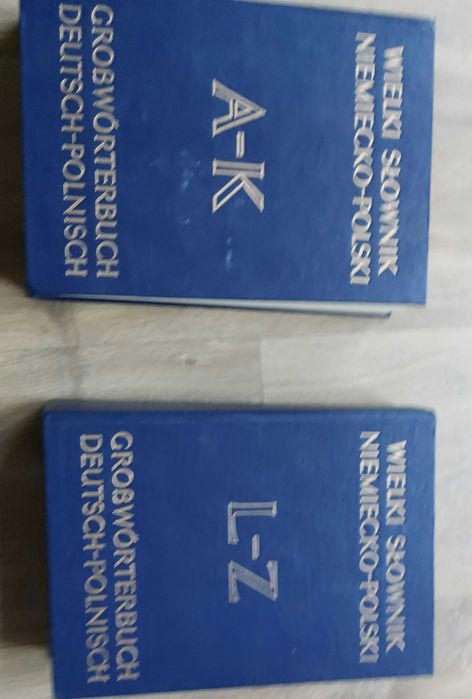 WIELKI SŁOWNIK
NIEMIECKO-POLSKI
A-K
GROßWÖRTERBUCH
DEUTSCH-POLNISCH
WIELKI SŁOWNIK
NIEMIECKO-POLSKI
L-Z
GROßWÖRTERBUCH
DEUTSCH-POLNISCH